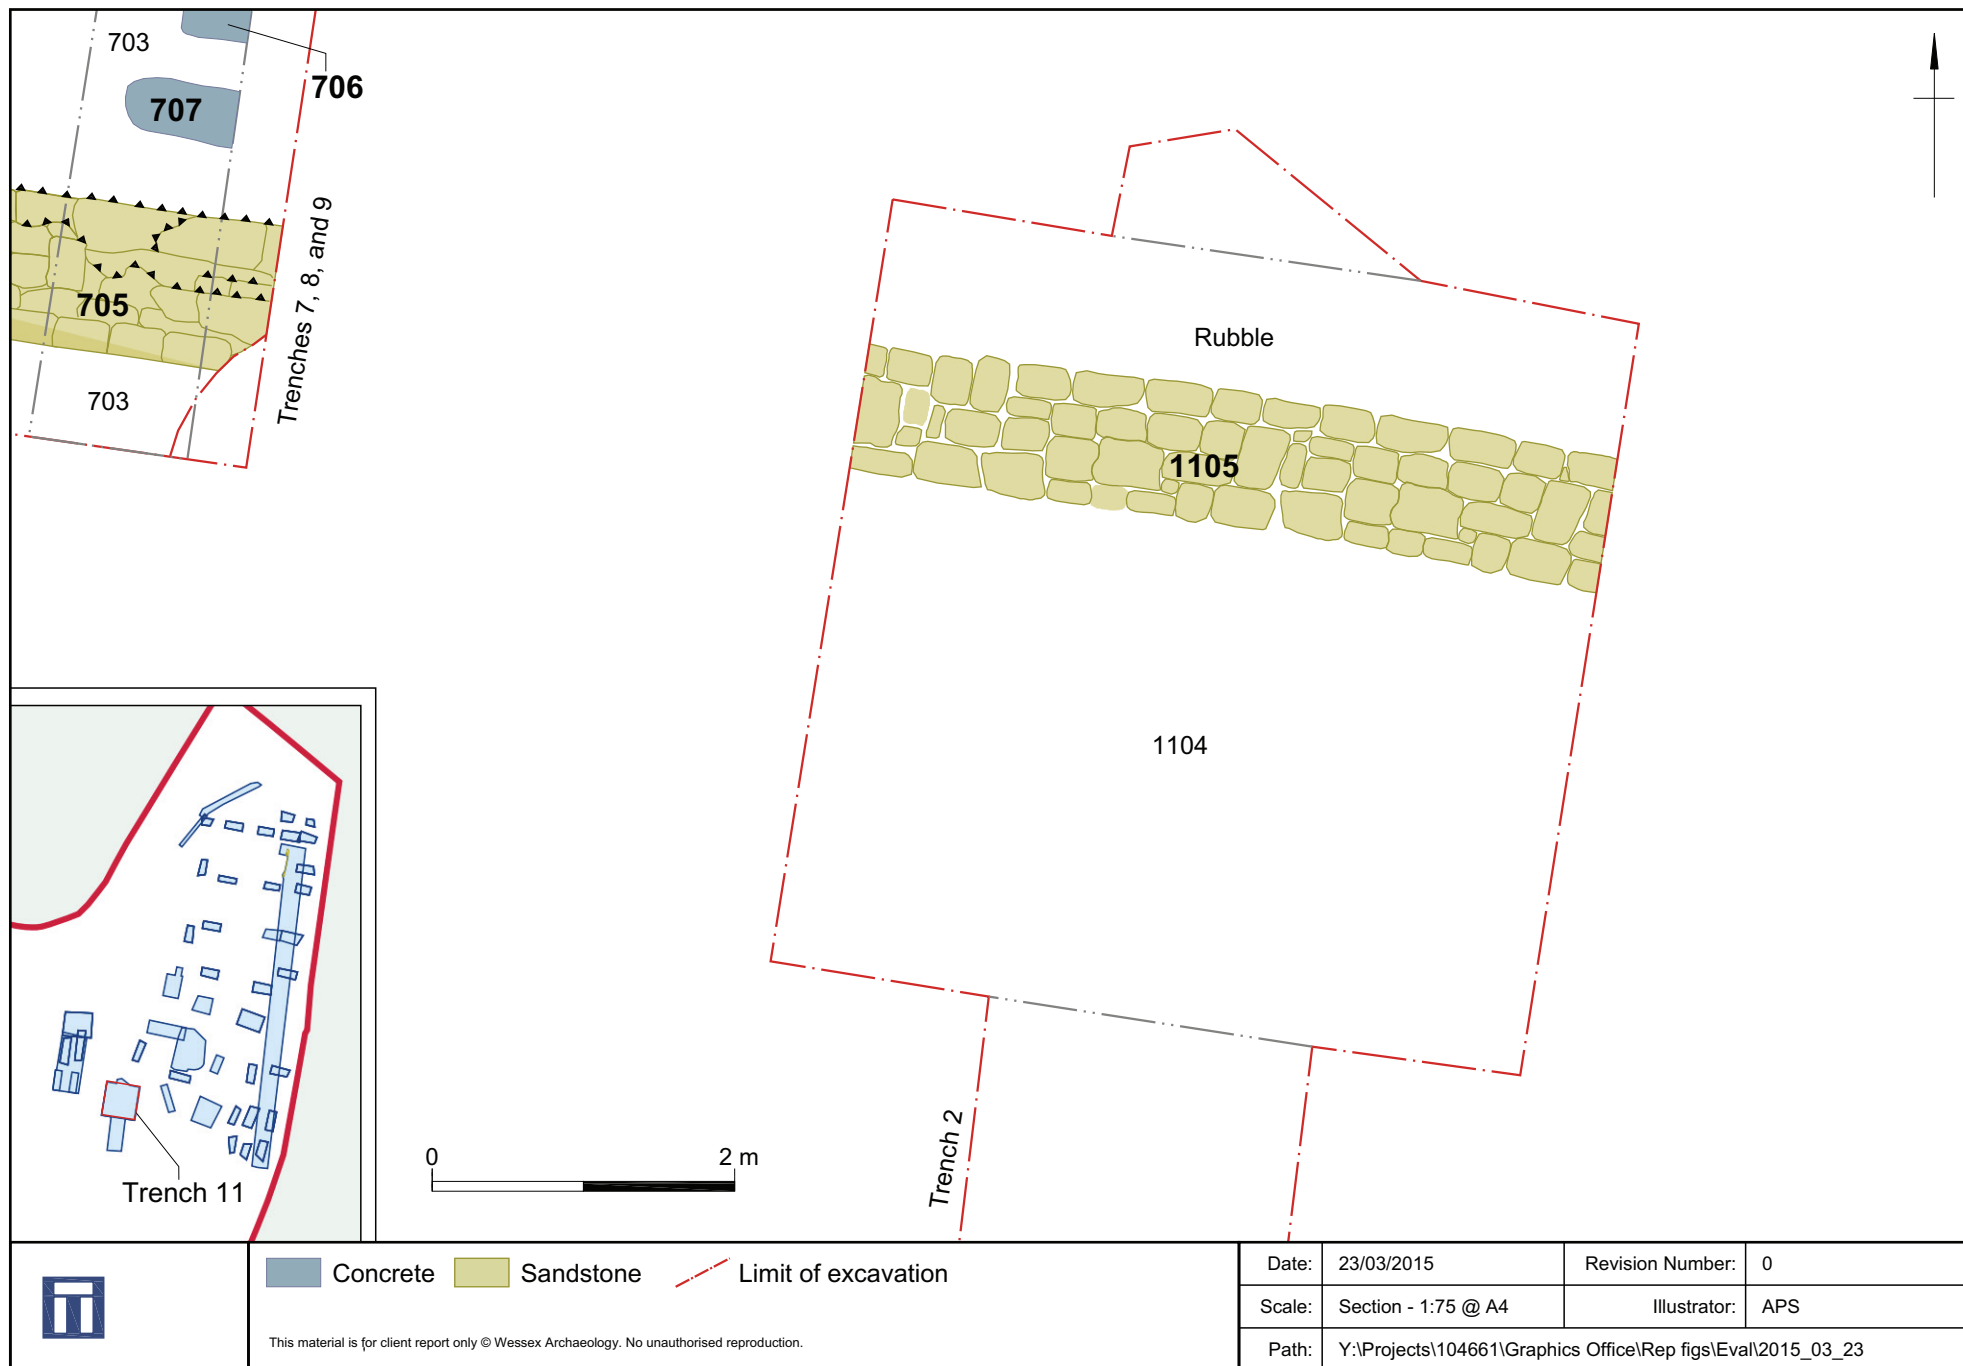 703
706
707
Trenches 7, 8, and 9
705
703
Rubble
1105
1104
Trench 2
Trench 11
0 2 m
Concrete Sandstone Limit of excavation
This material is for client report only © Wessex Archaeology. No unauthorised reproduction.
Date: 23/03/2015 Revision Number: 0
Scale: Section - 1:75 @ A4 Illustrator: APS
Path: Y:\Projects\104661\Graphics Office\Rep figs\Eval\2015_03_23